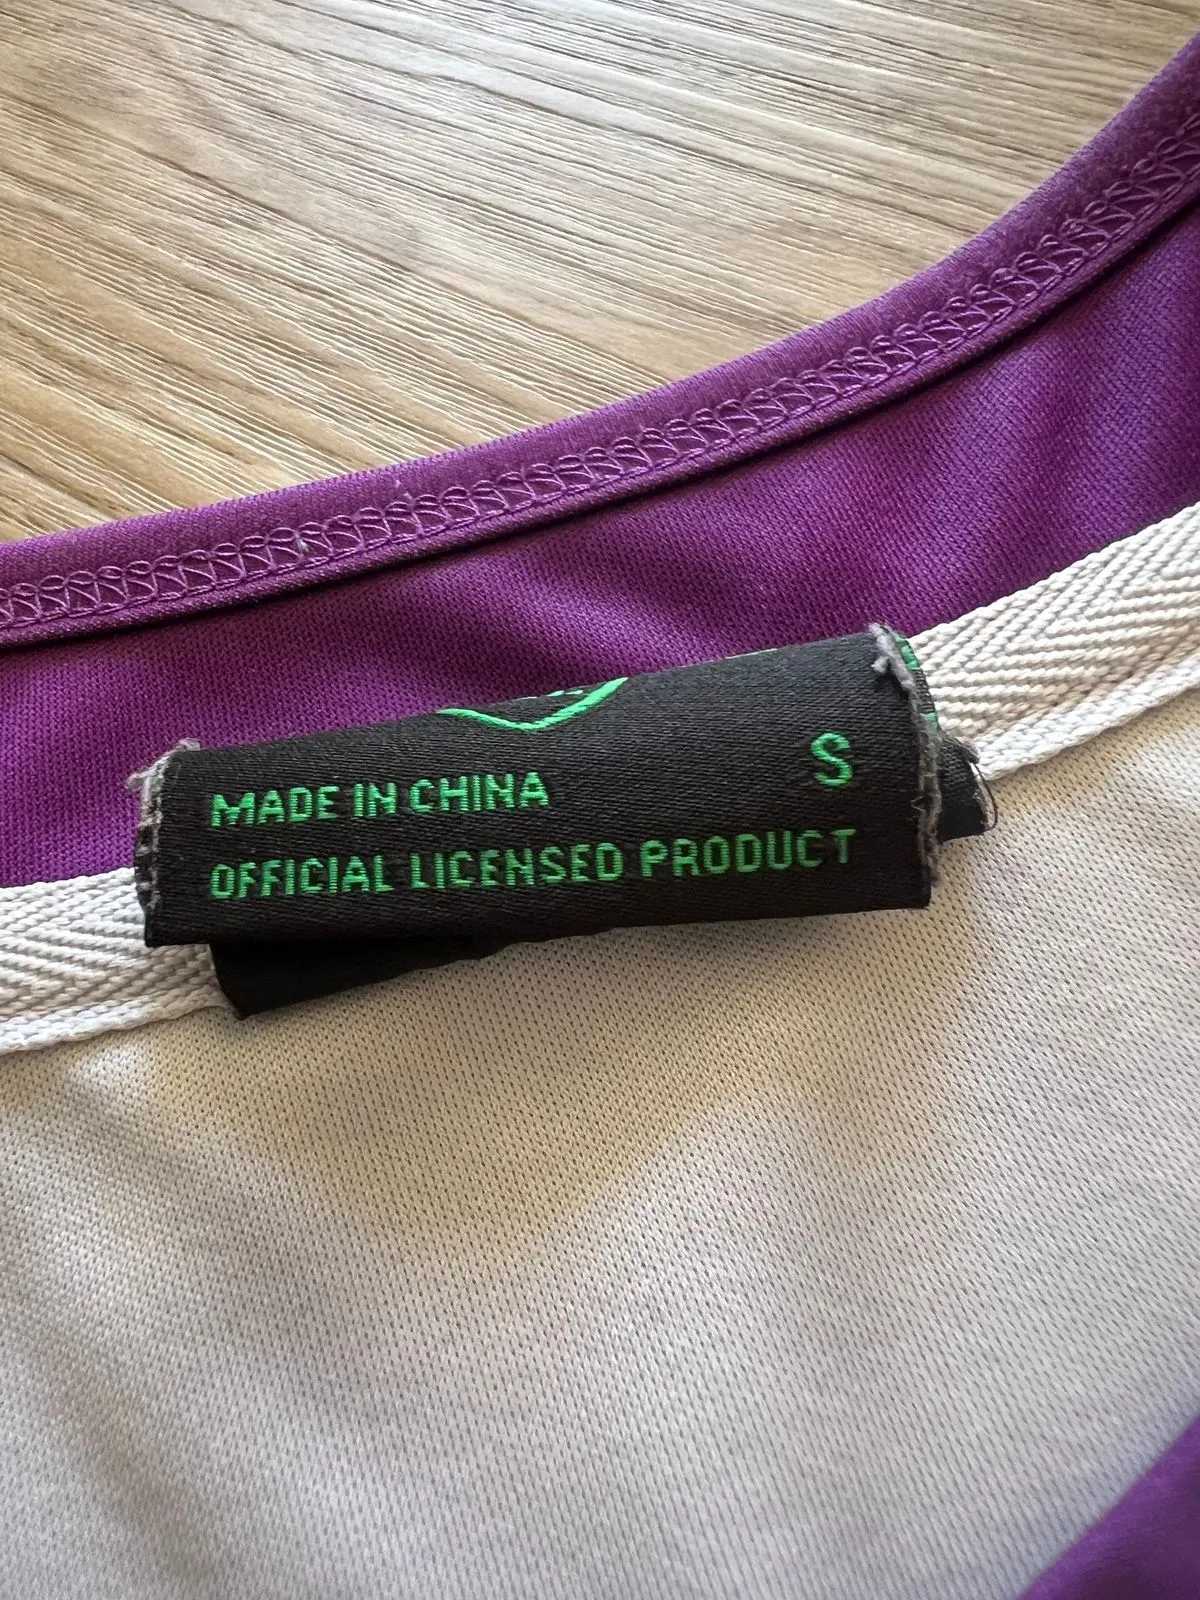 S
MADE IN CHINA
OFFICIAL LICENSED PRODUCT